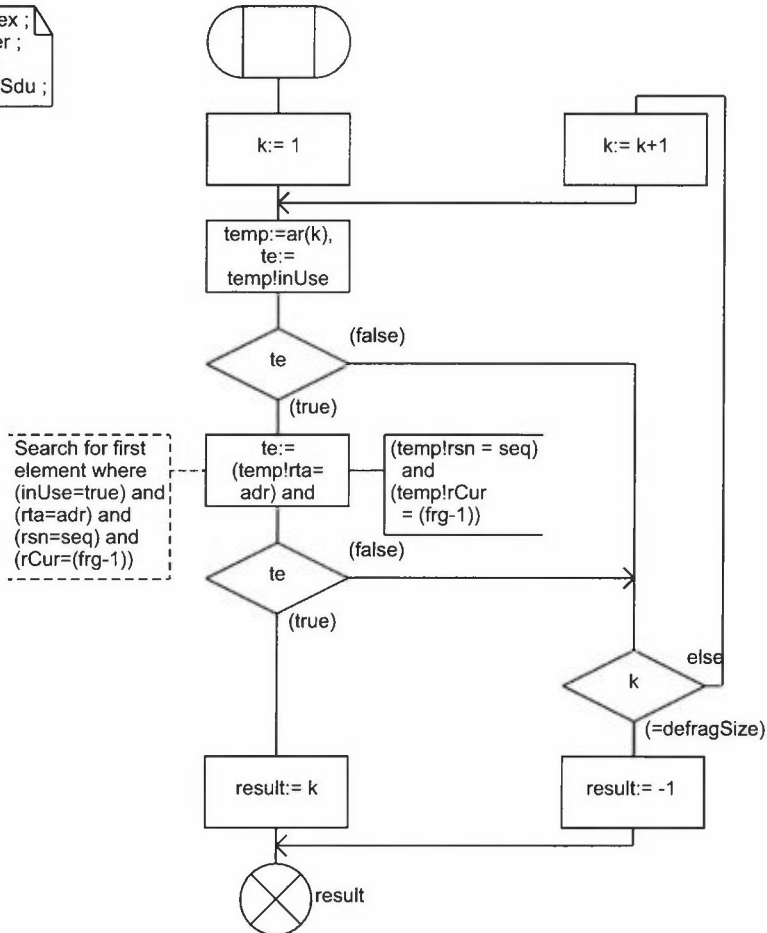 ex ;
er ;
Sdu ;
k:= 1
k:= k+1
temp:=ar(k),
te:=
temp!inUse
te
(false)
(true)
Search for first
element where
(inUse=true) and
(rta=adr) and
(rsn=seq) and
(rCur=(frg-1))
te:=
(temp!rta=
adr) and
(temp!rsn = seq)
and
(temp!rCur
= (frg-1))
te
(false)
(true)
k
else
(=defragSize)
result:= k
result:= -1
result